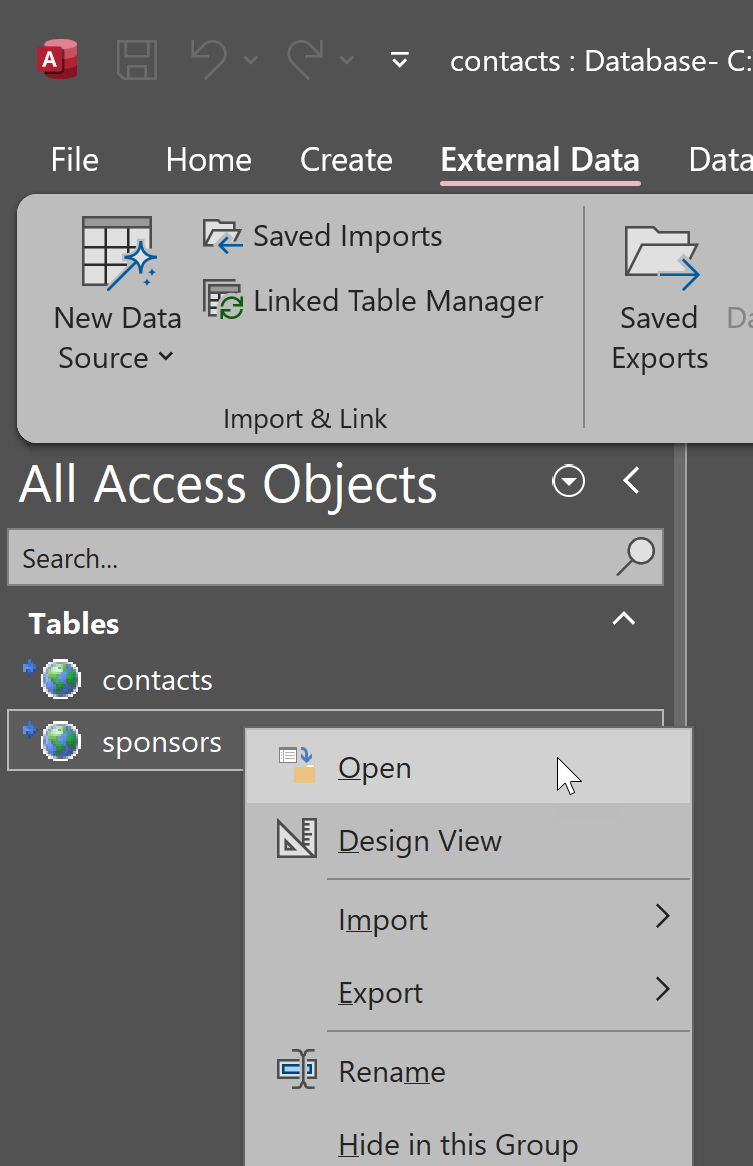 contacts : Database- C:
File Home Create External Data Data
Saved Imports
Linked Table Manager
New Data
Source
Saved
Exports
Da
Import & Link
All Access Objects
Search...
Tables
contacts
sponsors
Open
Design View
Import
Export
Rename
Hide in this Group